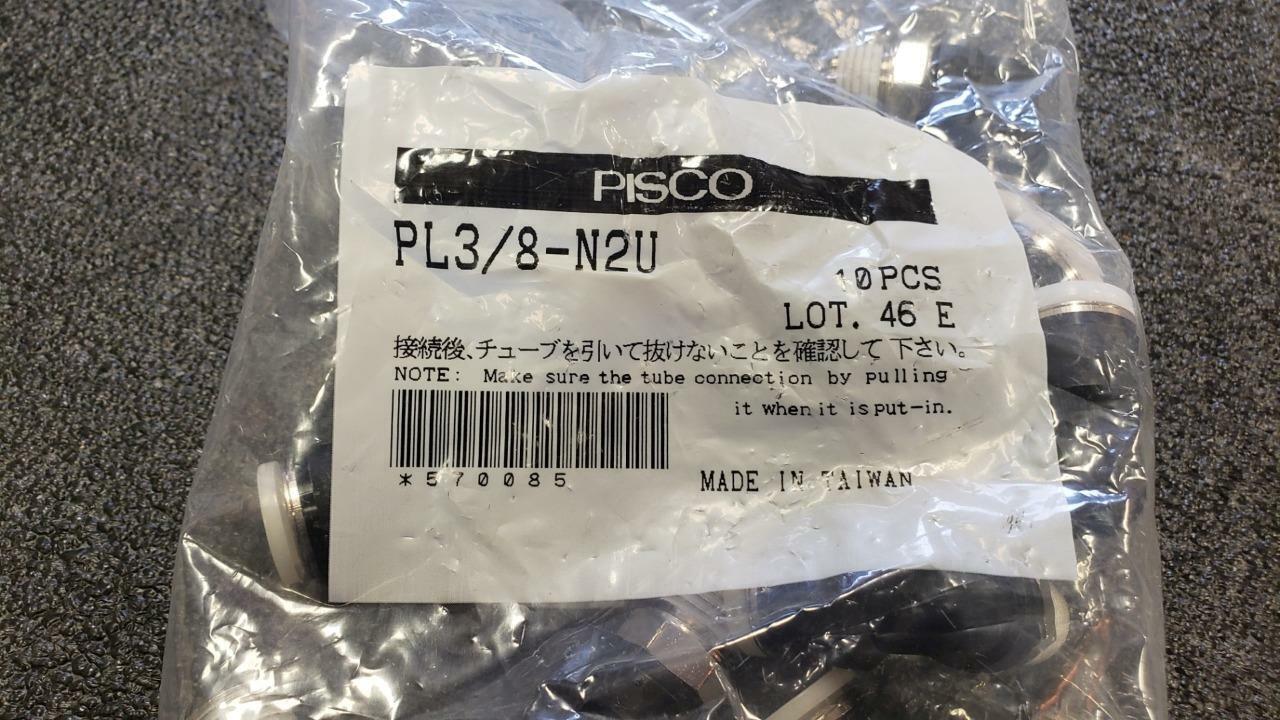 PISCO
PL3/8-N2U
10PCS
LOT. 46 E
接続後、チューブを引いて抜けないことを確認して下さい。
NOTE: Make sure the tube connection by pulling
it when it is put-in.
*570085
MADE IN TAIWAN